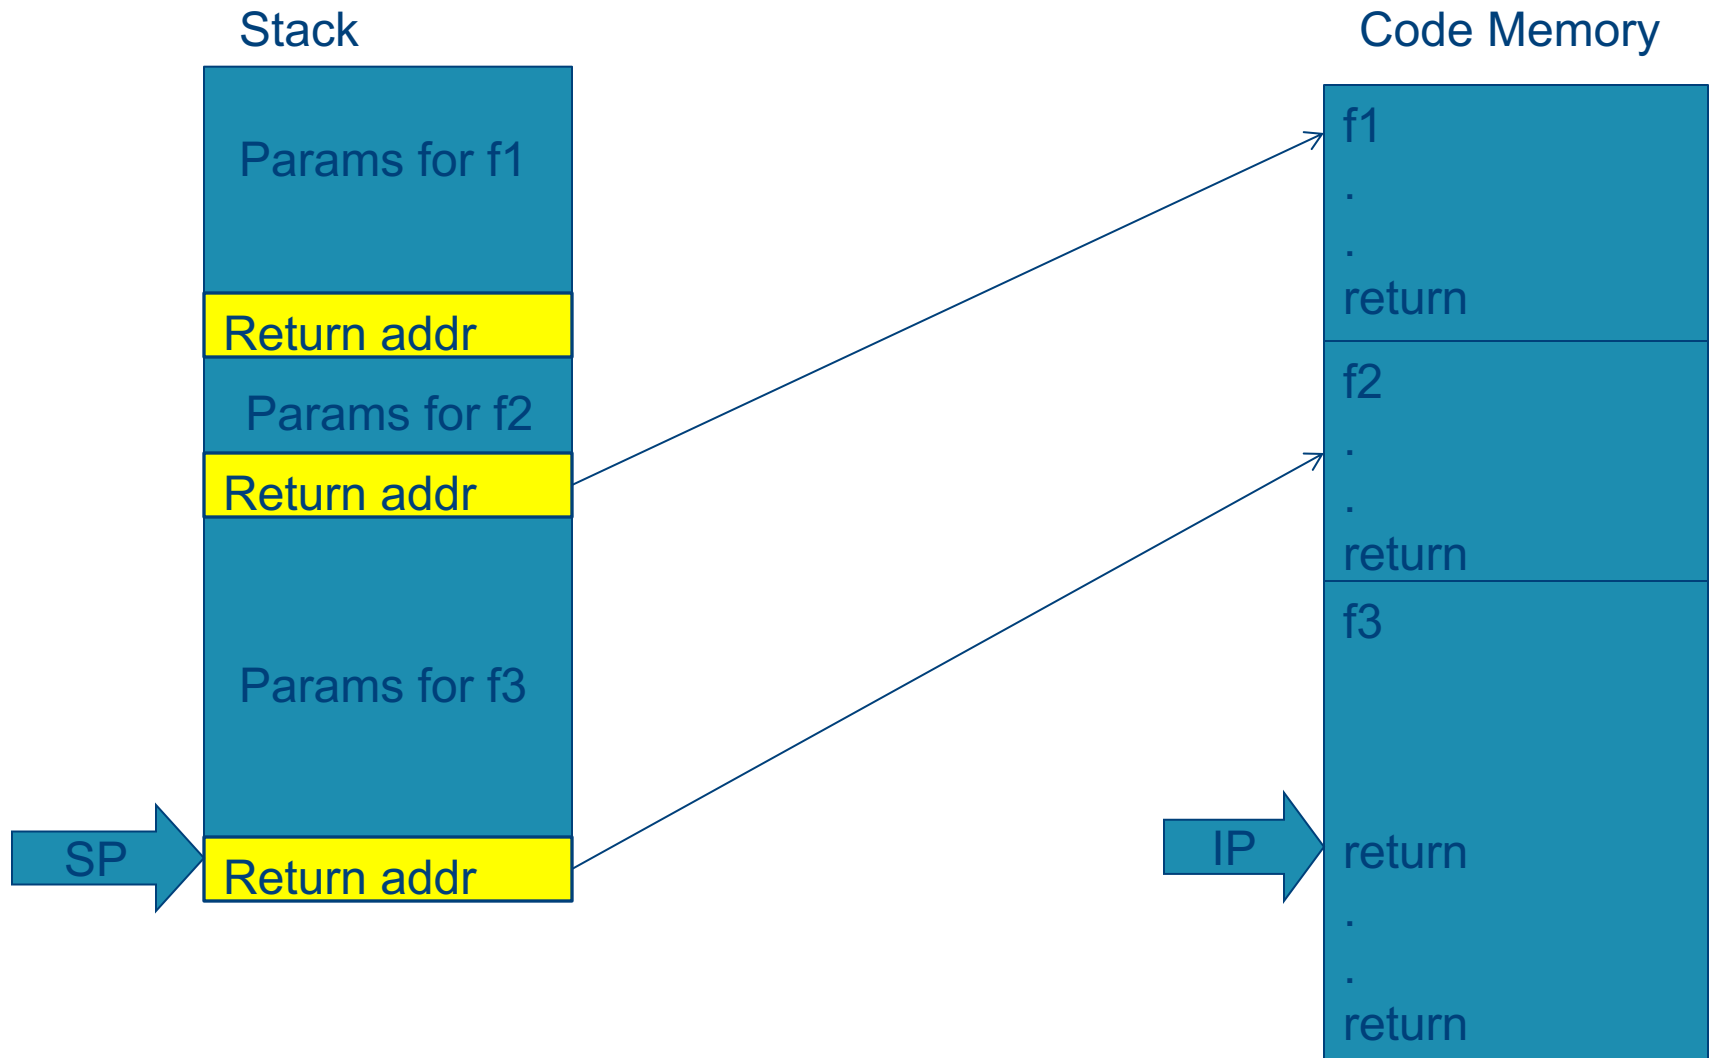 Stack
Code Memory
Params for f1
Return addr
Params for f2
Return addr
Params for f3
SP
Return addr
f1
.
.
return
f2
.
.
return
f3
IP
return
.
.
return